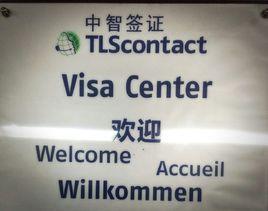 中智签证
TLScontact
Visa Center
欢迎
Welcome Accueil
Willkommen